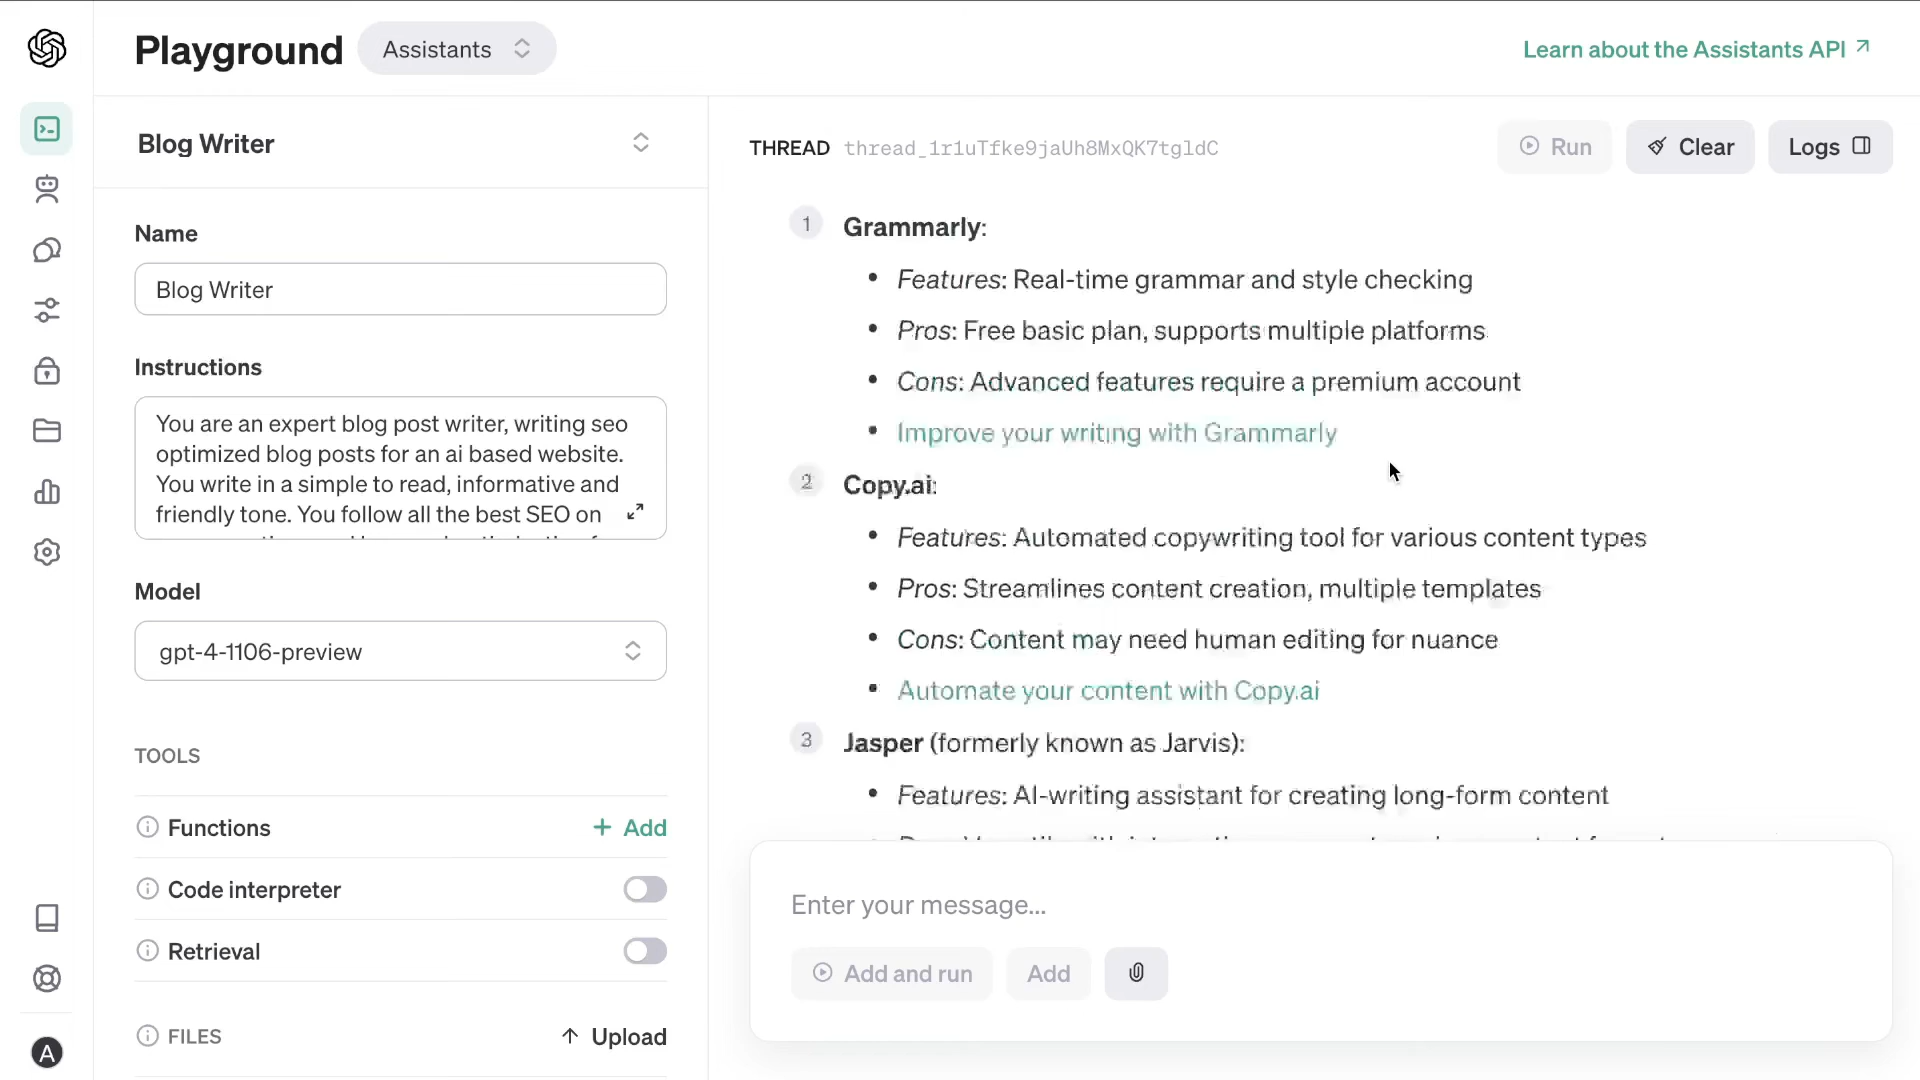 Playground
Assistants
Learn about the Assistants API
Blog Writer
Name
Blog Writer
Instructions
You are an expert blog post writer, writing seo
optimized blog posts for an ai based website.
You write in a simple to read, informative and
friendly tone. You follow all the best SEO on
Model
gpt-4-1106-preview
TOOLS
Functions
+ Add
Code interpreter
Retrieval
FILES
Upload
A
THREAD thread_1r1uTfke9jaUh8MxQK7tgldC
Run
Clear
Logs
1 Grammarly:
• Features: Real-time grammar and style checking
• Pros: Free basic plan, supports multiple platforms
• Cons: Advanced features require a premium account
• Improve your writing with Grammarly
2 Copy.ai:
• Features: Automated copywriting tool for various content types
• Pros: Streamlines content creation, multiple templates
• Cons: Content may need human editing for nuance
• Automate your content with Copy.ai
3 Jasper (formerly known as Jarvis):
• Features: AI-writing assistant for creating long-form content
Enter your message...
Add and run
Add